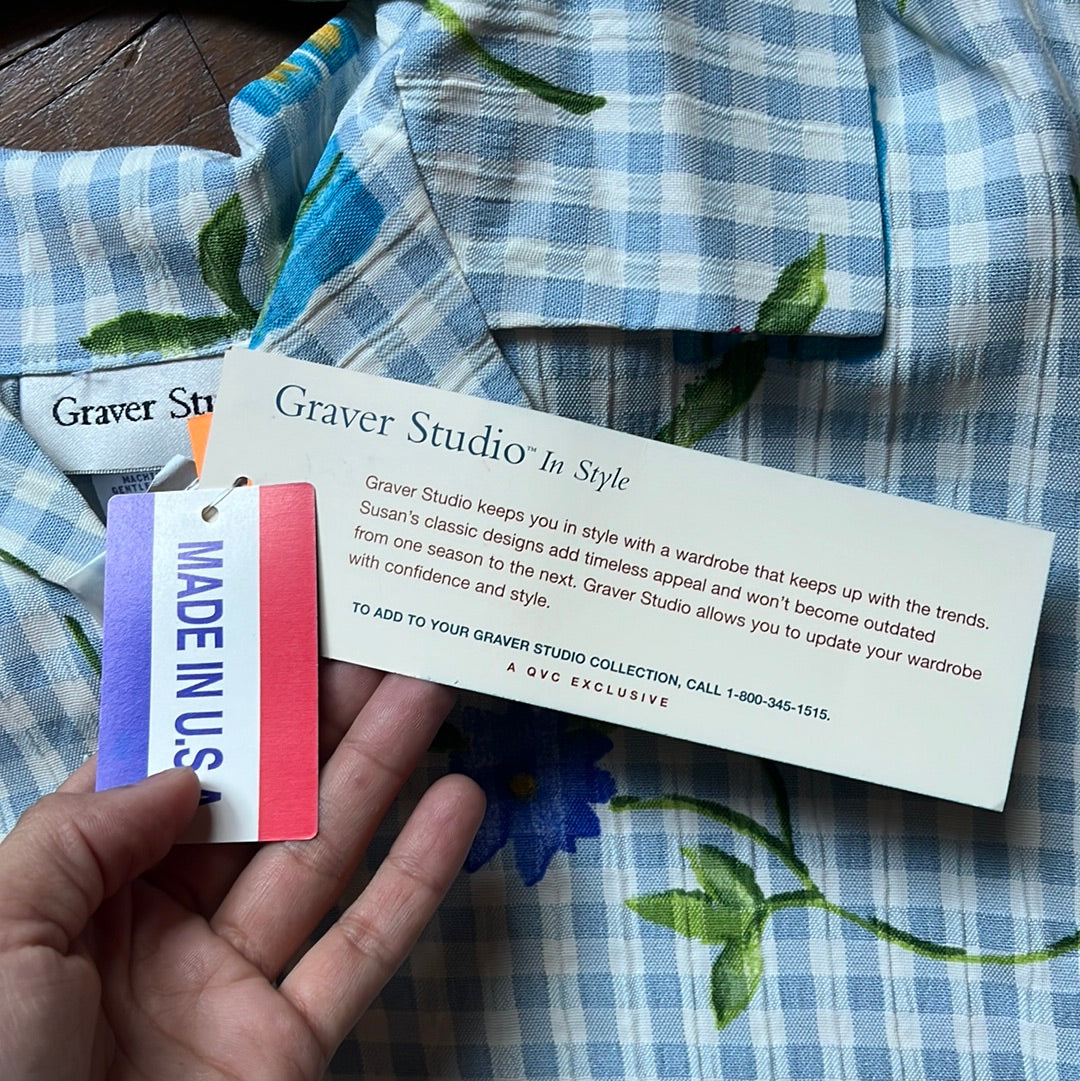 Graver Stu
MACHI
GENTLE
Graver Studio™ In Style
Graver Studio keeps you in style with a wardrobe that keeps up with the trends.
Susan's classic designs add timeless appeal and won't become outdated
from one season to the next. Graver Studio allows you to update your wardrobe
with confidence and style.
TO ADD TO YOUR GRAVER STUDIO COLLECTION, CALL 1-800-345-1515.
A QVC EXCLUSIVE
MADE IN U.S.A